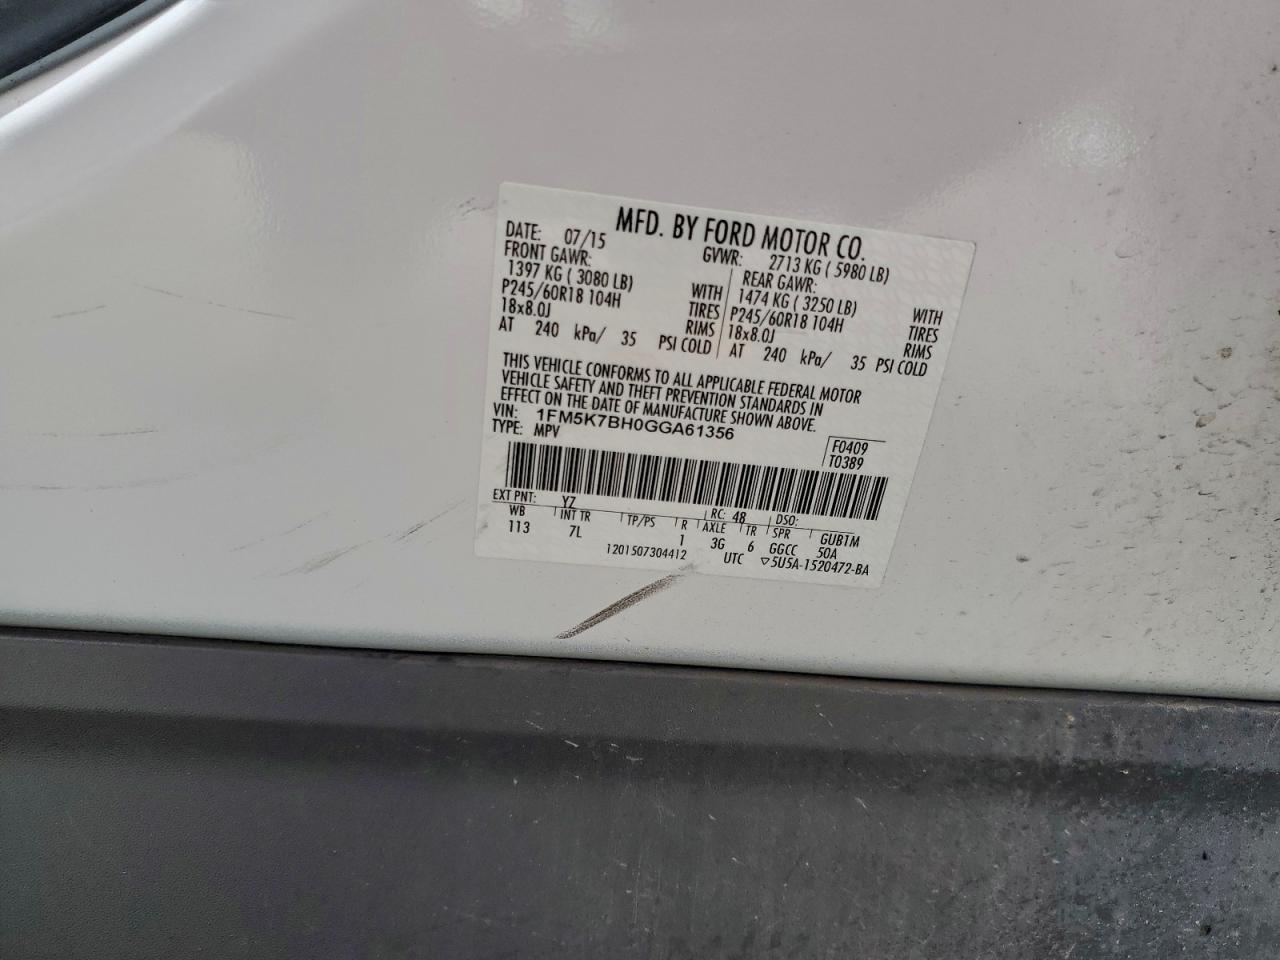 MFD. BY FORD MOTOR CO.
DATE: 07/15 GVWR: 2713 KG ( 5980 LB)
FRONT GAWR: REAR GAWR:
1397 KG ( 3080 LB) WITH 1474 KG ( 3250 LB) WITH
P245/60R18 104H TIRES P245/60R18 104H TIRES
18x8.0J RIMS 18x8.0J RIMS
AT 240 kPa/ 35 PSI COLD AT 240 kPa/ 35 PSI COLD
THIS VEHICLE CONFORMS TO ALL APPLICABLE FEDERAL MOTOR
VEHICLE SAFETY AND THEFT PREVENTION STANDARDS IN
EFFECT ON THE DATE OF MANUFACTURE SHOWN ABOVE.
VIN: 1FM5K7BH0GGA61356
TYPE: MPV
F0409
T0389
EXT PNT: YZ RC: 48 DSO:
WB INT TR TP/PS R AXLE TR SPR GUB1M
113 7L 1 3G 6 GGCC 50A
1201507304412 UTC ▽5U5A-1520472-BA